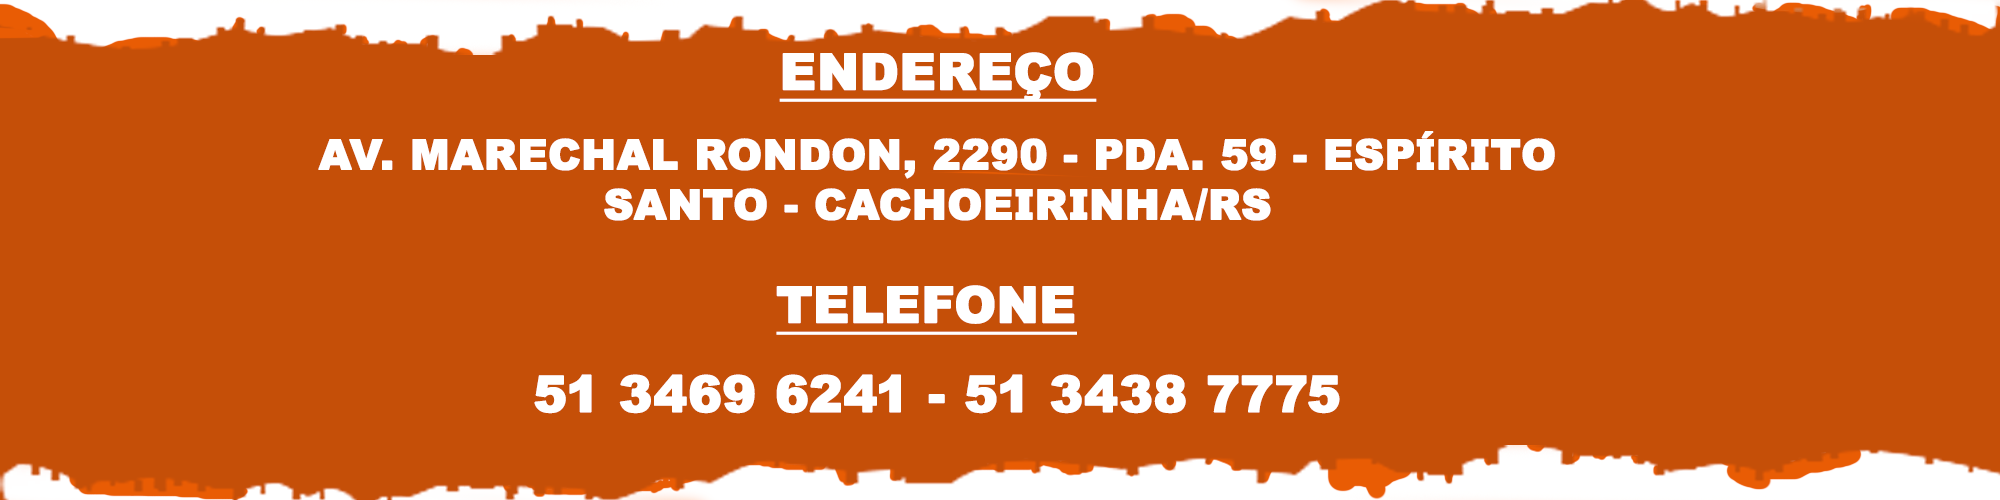 ENDEREÇO
AV. MARECHAL RONDON, 2290 - PDA. 59 - ESPÍRITO
SANTO - CACHOEIRINHA/RS
TELEFONE
51 3469 6241 - 51 3438 7775